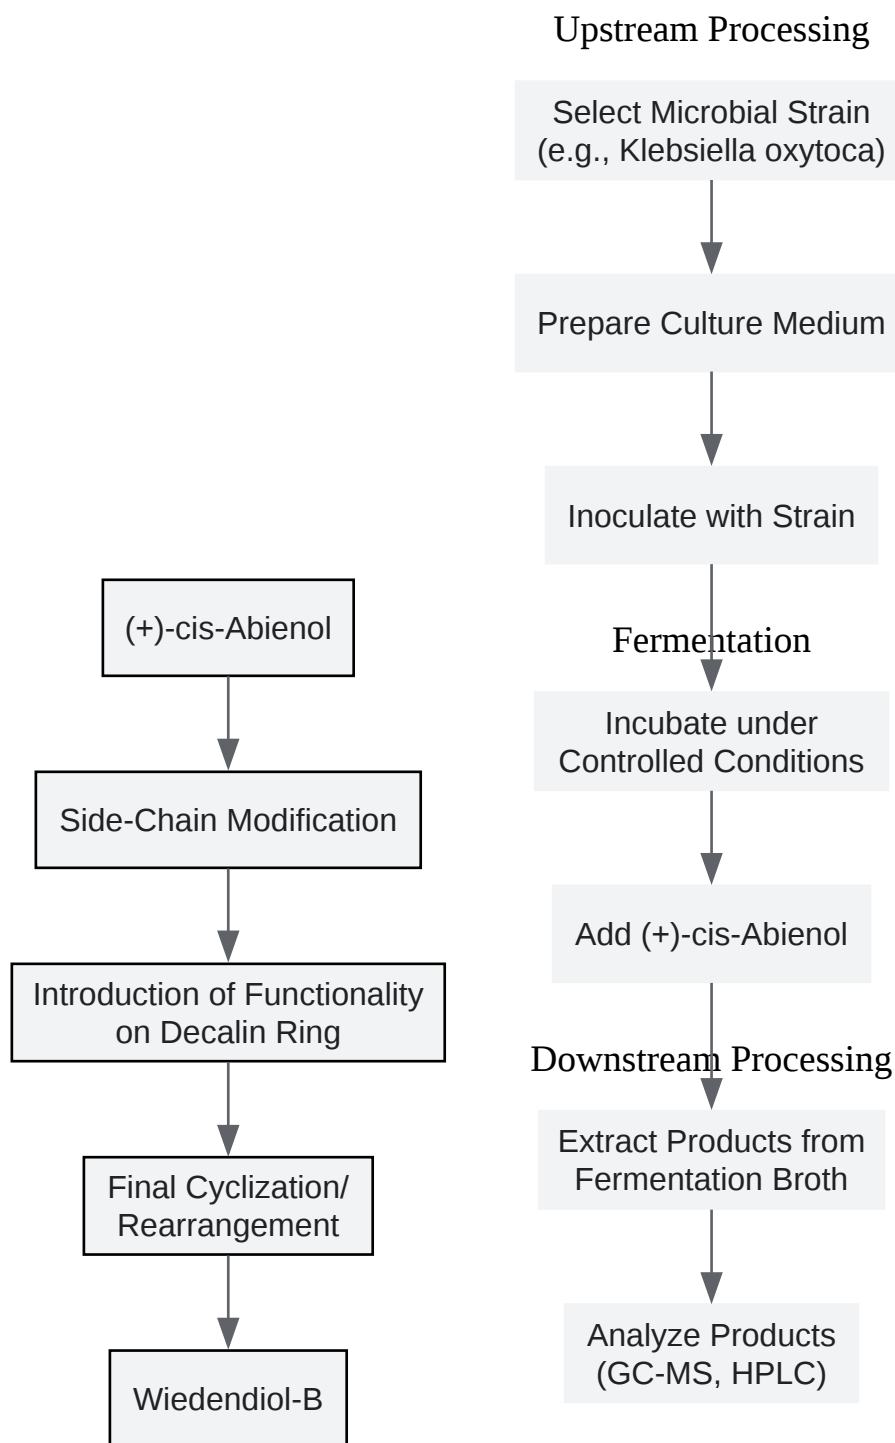 Upstream Processing
Select Microbial Strain
(e.g., Klebsiella oxytoca)
Prepare Culture Medium
Inoculate with Strain
Fermentation
Incubate under
Controlled Conditions
Add (+)-cis-Abienol
Downstream Processing
Extract Products from
Fermentation Broth
Analyze Products
(GC-MS, HPLC)
(+)-cis-Abienol
Side-Chain Modification
Introduction of Functionality
on Decalin Ring
Final Cyclization/
Rearrangement
Wiedendiol-B